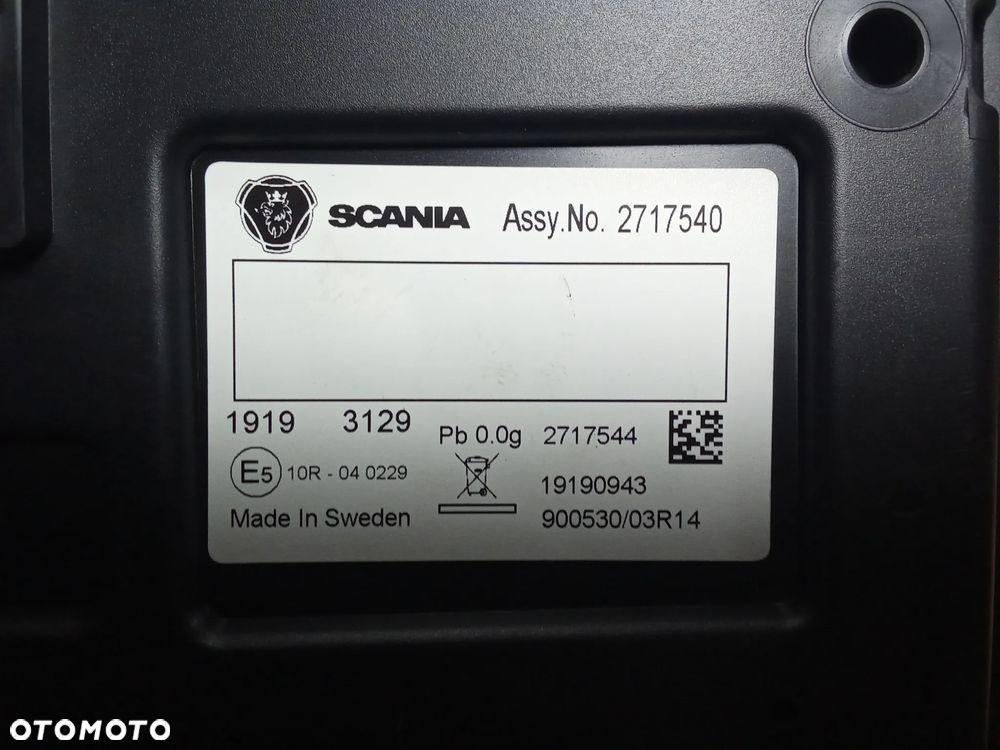 SCANIA Assy.No. 2717540
1919 3129
Pb 0.0g 2717544
E5 10R - 04 0229
19190943
Made In Sweden 900530/03R14
OTOMOTO